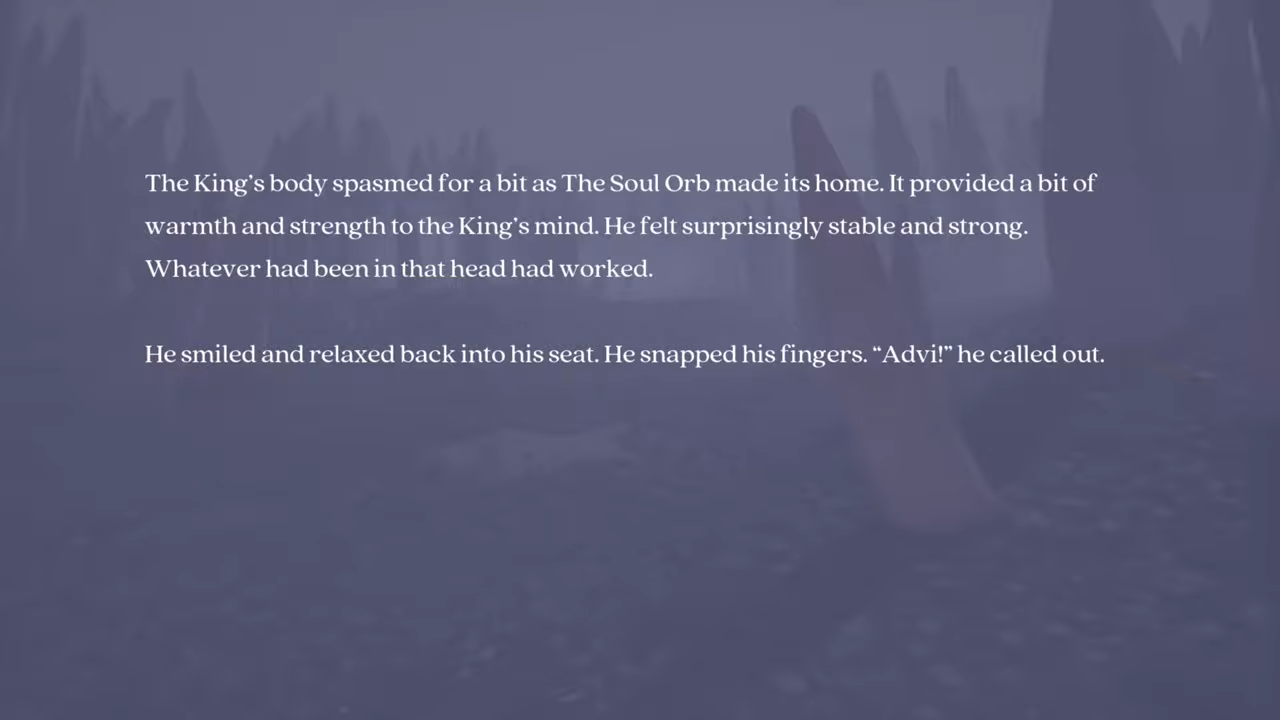 The King’s body spasmed for a bit as The Soul Orb made its home. It provided a bit of
warmth and strength to the King’s mind. He felt surprisingly stable and strong.
Whatever had been in that head had worked.
He smiled and relaxed back into his seat. He snapped his fingers. “Advi!” he called out.